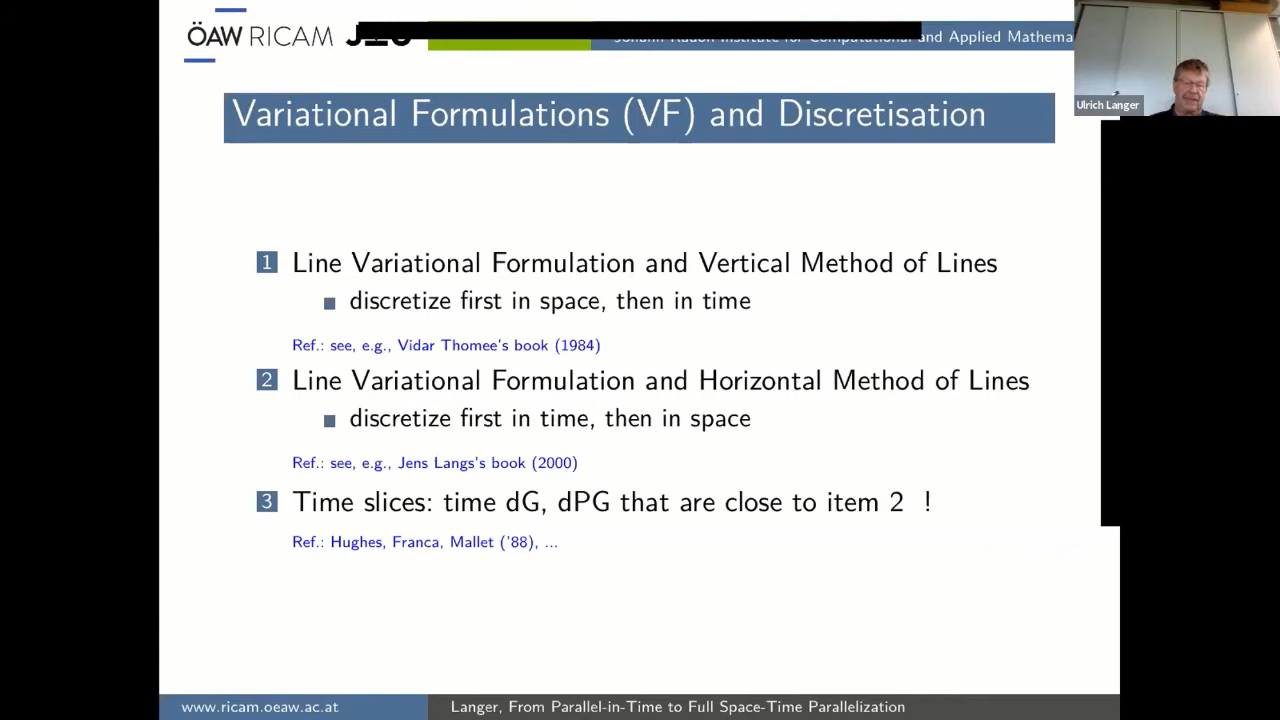 ÖAW RICAM
Johann Radon Institute for Computational and Applied Mathema
Ulrich Langer
Variational Formulations (VF) and Discretisation
1 Line Variational Formulation and Vertical Method of Lines
discretize first in space, then in time
Ref.: see, e.g., Vidar Thomee's book (1984)
2 Line Variational Formulation and Horizontal Method of Lines
discretize first in time, then in space
Ref.: see, e.g., Jens Langs's book (2000)
3 Time slices: time dG, dPG that are close to item 2 !
Ref.: Hughes, Franca, Mallet ('88), ...
www.ricam.oeaw.ac.at
Langer, From Parallel-in-Time to Full Space-Time Parallelization